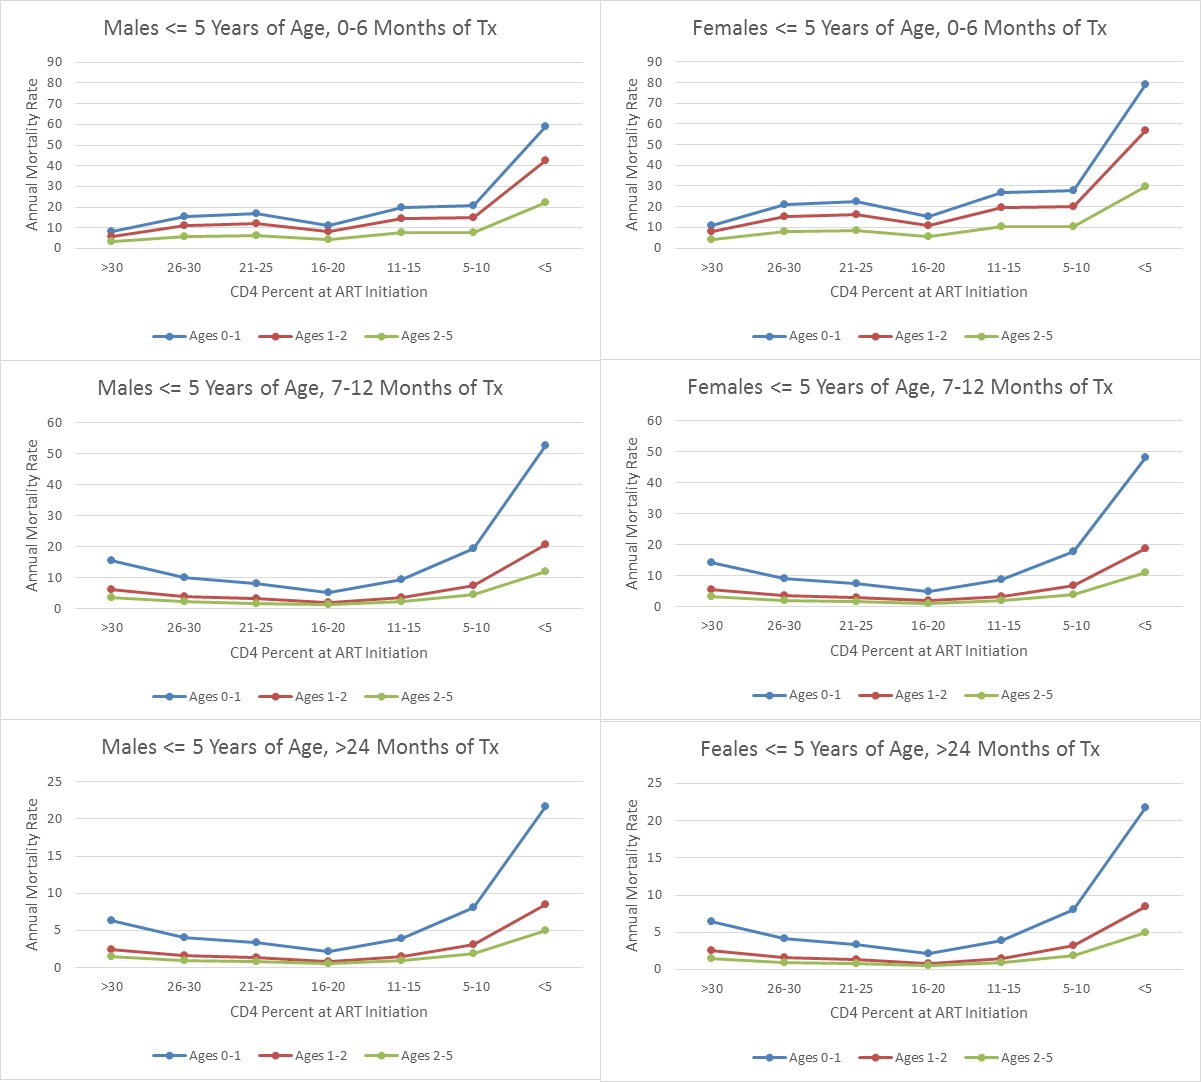 Males <= 5 Years of Age, 0-6 Months of Tx
Annual Mortality Rate
90
80
70
60
50
40
30
20
10
0
>30 26-30 21-25 16-20 11-15 5-10 <5
CD4 Percent at ART Initiation
Ages 0-1 Ages 1-2 Ages 2-5
Females <= 5 Years of Age, 0-6 Months of Tx
Annual Mortality Rate
90
80
70
60
50
40
30
20
10
0
>30 26-30 21-25 16-20 11-15 5-10 <5
CD4 Percent at ART Initiation
Ages 0-1 Ages 1-2 Ages 2-5
Males <= 5 Years of Age, 7-12 Months of Tx
Annual Mortality Rate
60
50
40
30
20
10
0
>30 26-30 21-25 16-20 11-15 5-10 <5
CD4 Percent at ART Initiation
Ages 0-1 Ages 1-2 Ages 2-5
Females <= 5 Years of Age, 7-12 Months of Tx
Annual Mortality Rate
60
50
40
30
20
10
0
>30 26-30 21-25 16-20 11-15 5-10 <5
CD4 Percent at ART Initiation
Ages 0-1 Ages 1-2 Ages 2-5
Males <= 5 Years of Age, >24 Months of Tx
Annual Mortality Rate
25
20
15
10
5
0
>30 26-30 21-25 16-20 11-15 5-10 <5
CD4 Percent at ART Initiation
Ages 0-1 Ages 1-2 Ages 2-5
Feales <= 5 Years of Age, >24 Months of Tx
Annual Mortality Rate
25
20
15
10
5
0
>30 26-30 21-25 16-20 11-15 5-10 <5
CD4 Percent at ART Initiation
Ages 0-1 Ages 1-2 Ages 2-5